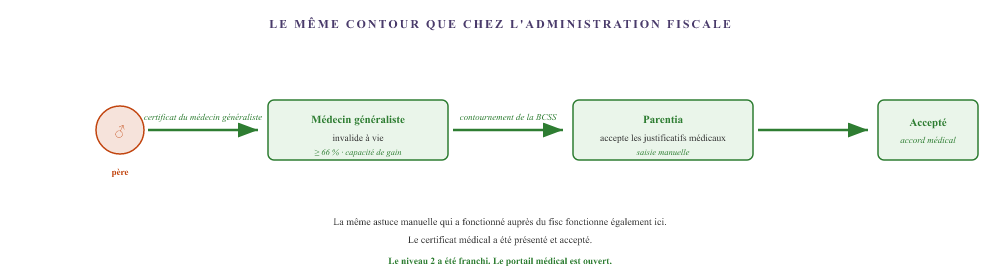 LE MÊME CONTOUR QUE CHEZ L'ADMINISTRATION FISCALE
♂
père
certificat du médecin généraliste
Médecin généraliste
invalide à vie
≥ 66 % · capacité de gain
contournement de la BCSS
Parentia
accepte les justificatifs médicaux
saisie manuelle
Accepté
accord médical
La même astuce manuelle qui a fonctionné auprès du fisc fonctionne également ici.
Le certificat médical a été présenté et accepté.
Le niveau 2 a été franchi. Le portail médical est ouvert.